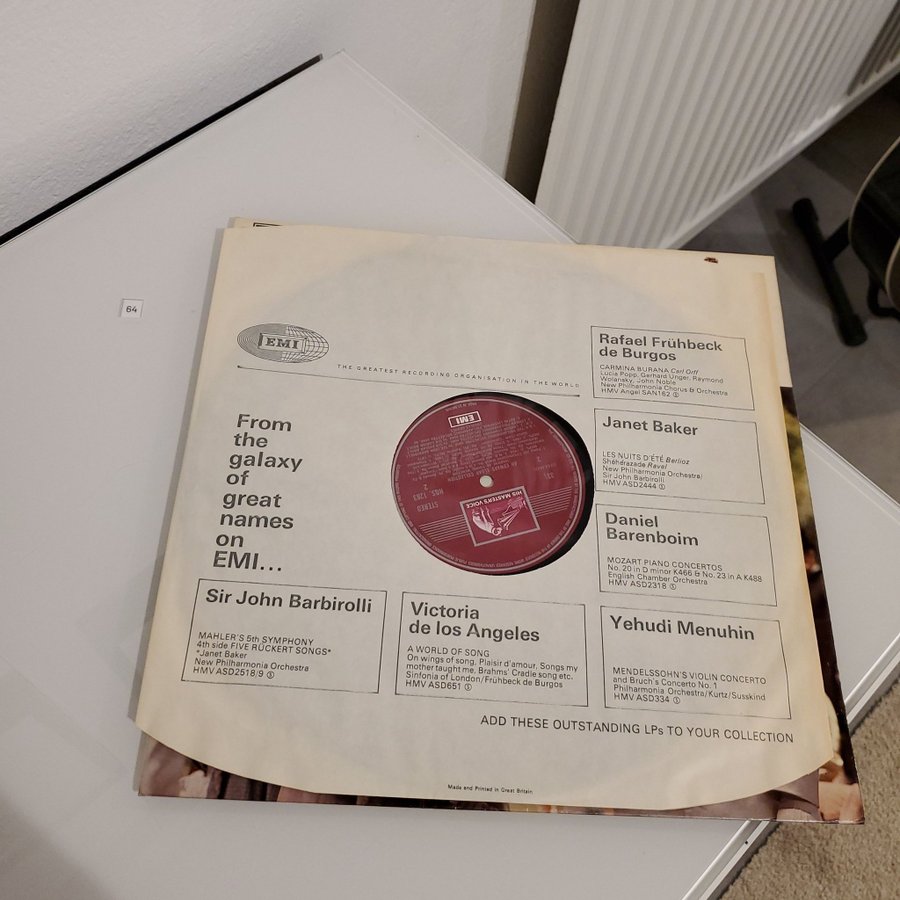 64
EMI
THE GREATEST RECORDING ORGANISATION IN THE WORLD
From
the
galaxy
of
great
names
on
EMI...
Rafael Frühbeck
de Burgos
CARMINA BURANA Carl Orff
Lucia Popp, Gerhard Unger, Raymond
Wolansky, John Noble
New Philharmonia Chorus & Orchestra
HMV Angel SAN162 Ⓢ
Janet Baker
LES NUITS D'ÉTÉ Berlioz
Shéhérazade Ravel
New Philharmonia Orchestra/
Sir John Barbirolli
HMV ASD2444 Ⓢ
Daniel
Barenboim
MOZART PIANO CONCERTOS
No. 20 in D minor K466 & No. 23 in A K488
English Chamber Orchestra
HMV ASD2318 Ⓢ
EMI
2
STEREO
HIS MASTER'S VOICE
Sir John Barbirolli
MAHLER'S 5th SYMPHONY
4th side FIVE RÜCKERT SONGS*
*Janet Baker
New Philharmonia Orchestra
HMV ASD2518/9 Ⓢ
Victoria
de los Angeles
A WORLD OF SONG
On wings of song, Plaisir d'amour, Songs my
mother taught me, Brahms' Cradle song etc.
Sinfonia of London/Frühbeck de Burgos
HMV ASD651 Ⓢ
Yehudi Menuhin
MENDELSSOHN'S VIOLIN CONCERTO
and Bruch's Concerto No. 1
Philharmonia Orchestra/Kurtz/Susskind
HMV ASD334 Ⓢ
ADD THESE OUTSTANDING LPs TO YOUR COLLECTION
Made and Printed in Great Britain